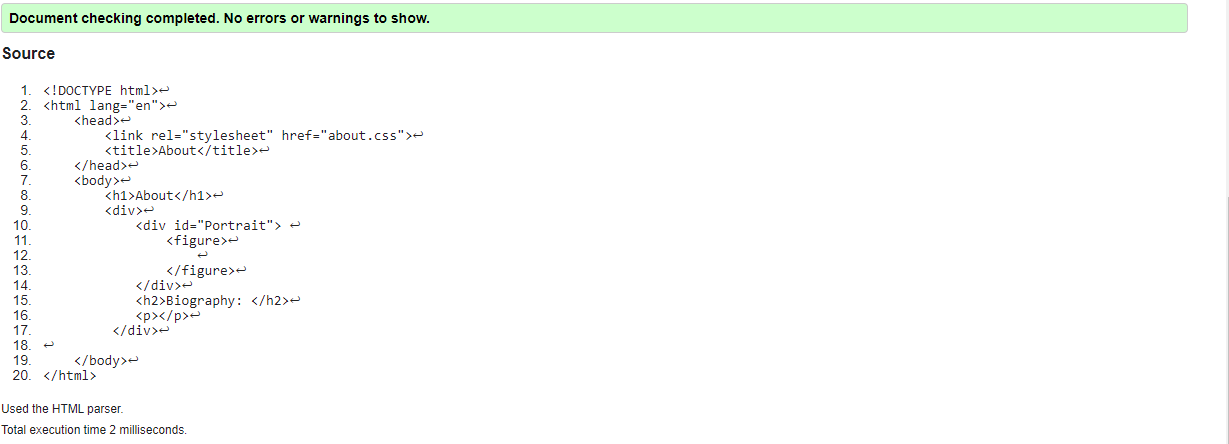 Document checking completed. No errors or warnings to show.
Source
1. <!DOCTYPE html>↩
2. <html lang="en">↩
3.     <head>↩
4.         <link rel="stylesheet" href="about.css">↩
5.         <title>About</title>↩
6.     </head>↩
7.     <body>↩
8.         <h1>About</h1>↩
9.         <div>↩
10.             <div id="Portrait"> ↩
11.                 <figure>↩
12.                     ↩
13.                 </figure>↩
14.             </div>↩
15.             <h2>Biography: </h2>↩
16.             <p></p>↩
17.          </div>↩
18. ↩
19.     </body>↩
20. </html>
Used the HTML parser.
Total execution time 2 milliseconds.